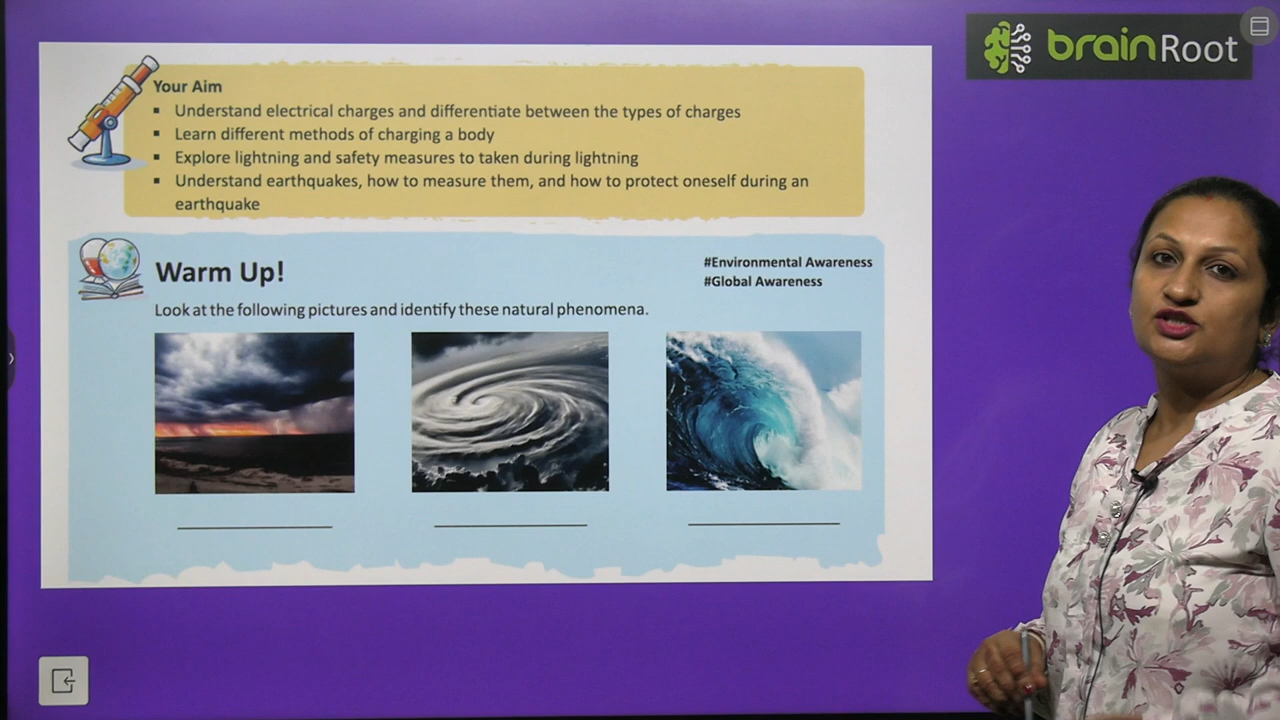 brainRoot
Your Aim
▪ Understand electrical charges and differentiate between the types of charges
▪ Learn different methods of charging a body
▪ Explore lightning and safety measures to taken during lightning
▪ Understand earthquakes, how to measure them, and how to protect oneself during an
earthquake
Warm Up!
#Environmental Awareness
#Global Awareness
Look at the following pictures and identify these natural phenomena.